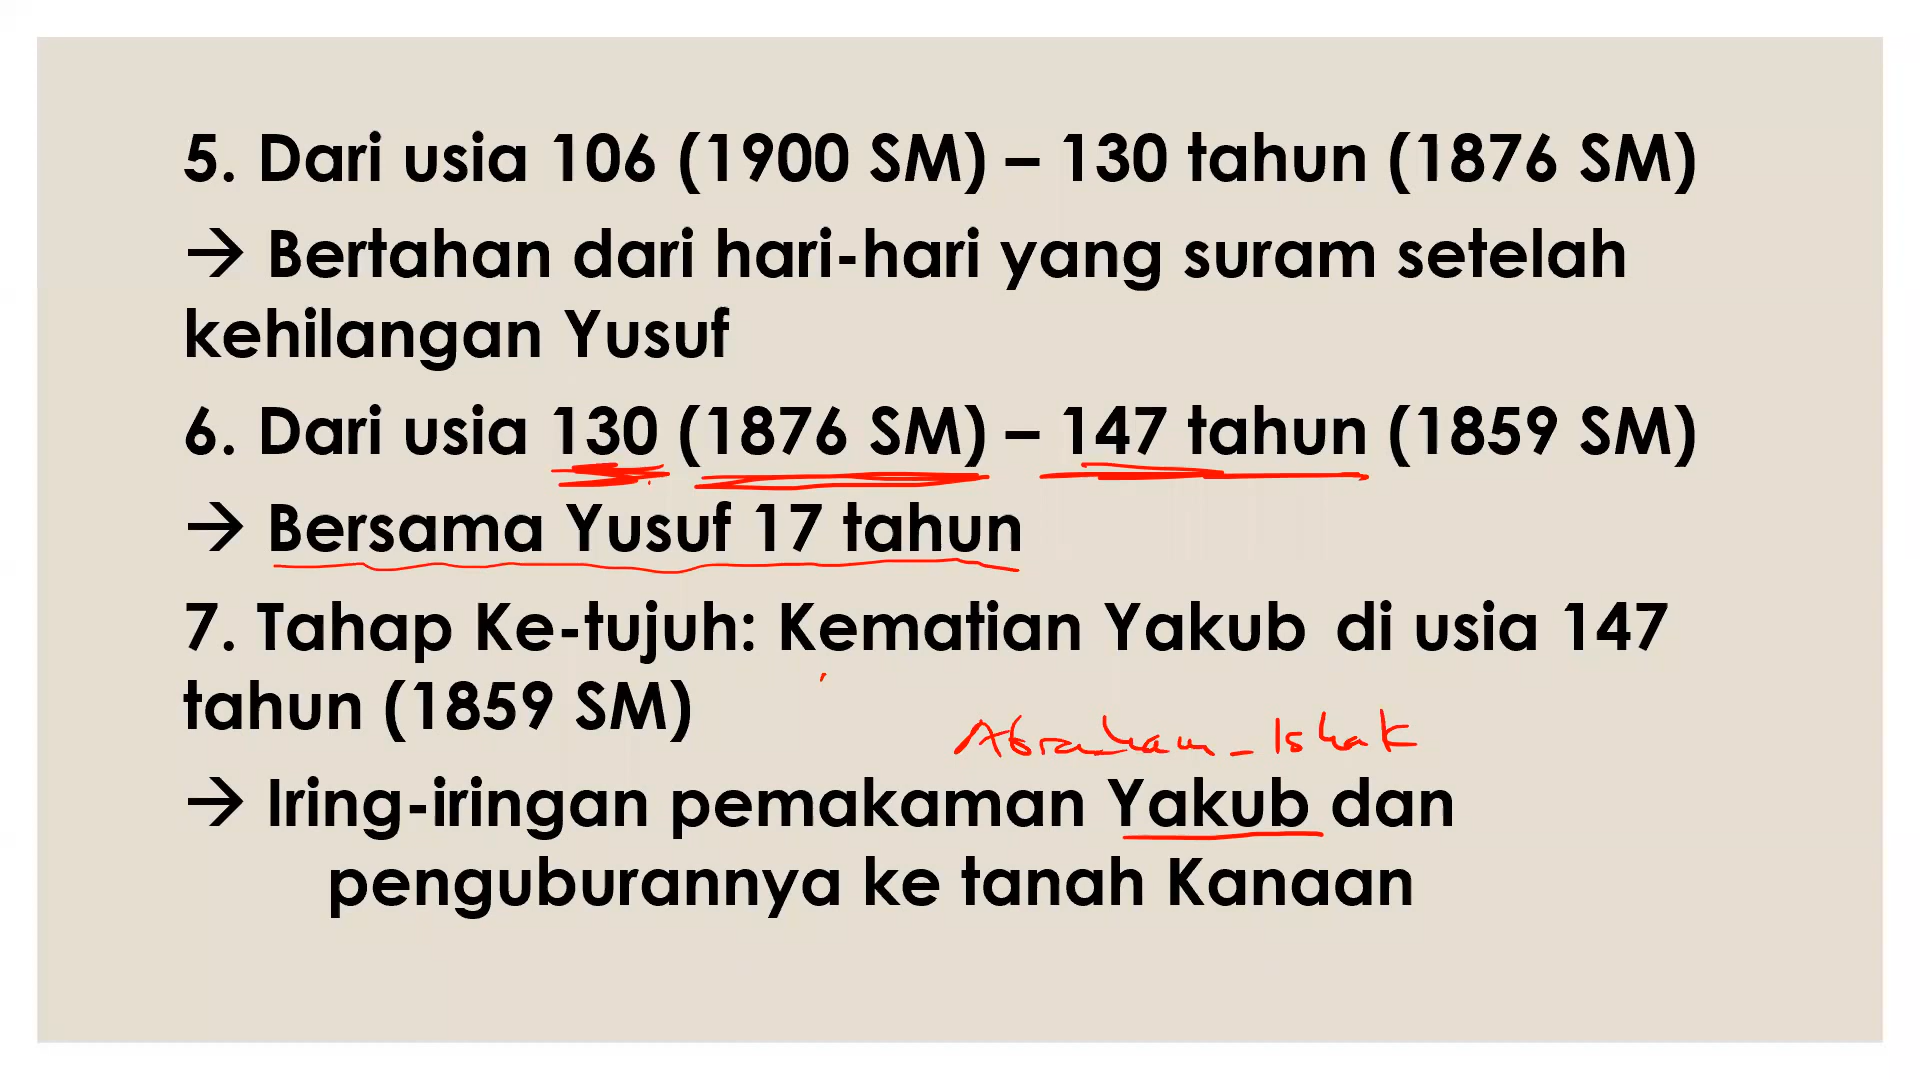 5. Dari usia 106 (1900 SM) – 130 tahun (1876 SM)
→ Bertahan dari hari-hari yang suram setelah
kehilangan Yusuf
6. Dari usia 130 (1876 SM) – 147 tahun (1859 SM)
→ Bersama Yusuf 17 tahun
7. Tahap Ke-tujuh: Kematian Yakub di usia 147
tahun (1859 SM)
Abraham - Ishak
→ Iring-iringan pemakaman Yakub dan
penguburannya ke tanah Kanaan